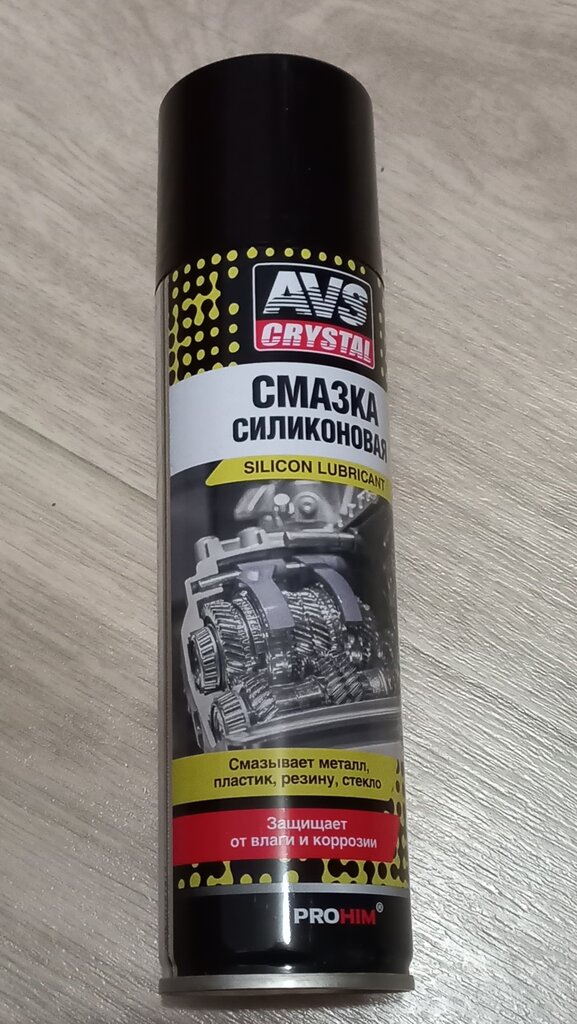 AVS
CRYSTAL
СМАЗКА
СИЛИКОНОВАЯ
SILICON LUBRICANT
Смазывает металл,
пластик, резину, стекло
Защищает
от влаги и коррозии
PROHIM®